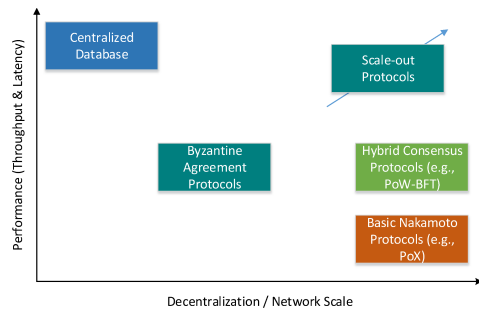 Performance (Throughput & Latency)
Centralized
Database
Scale-out
Protocols
Byzantine
Agreement
Protocols
Hybrid Consensus
Protocols (e.g.,
PoW-BFT)
Basic Nakamoto
Protocols (e.g.,
PoX)
Decentralization / Network Scale